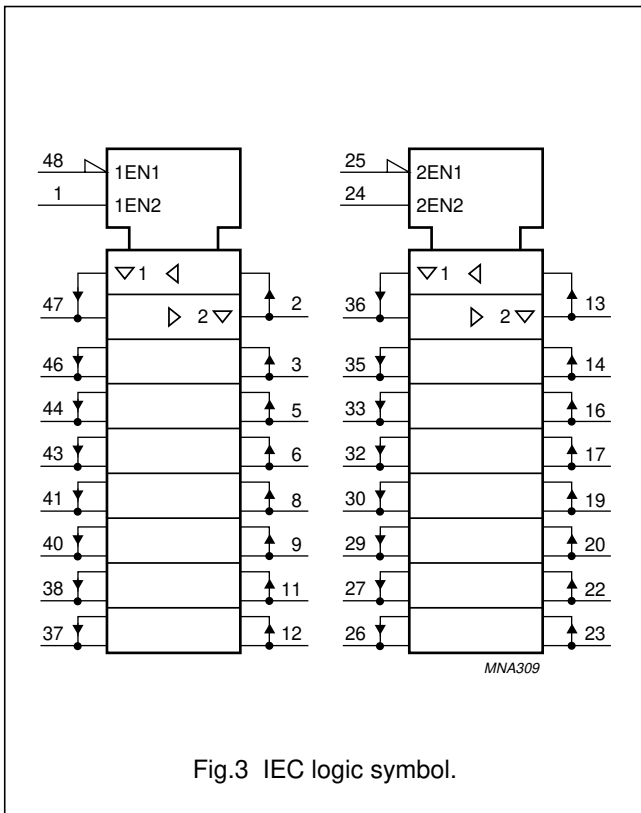 48 1EN1 25 2EN1
1 1EN2 24 2EN2
1 1
47 2 2 36 2 13
46 3 35 14
44 5 33 16
43 6 32 17
41 8 30 19
40 9 29 20
38 11 27 22
37 12 26 23
MNA309
Fig.3 IEC logic symbol.